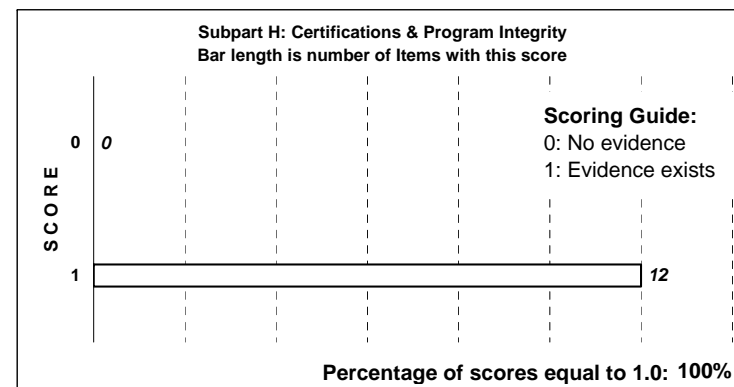 Subpart H: Certifications & Program Integrity
Bar length is number of Items with this score
Scoring Guide:
0: No evidence
1: Evidence exists
SCORE
0 0
1 12
Percentage of scores equal to 1.0: 100%